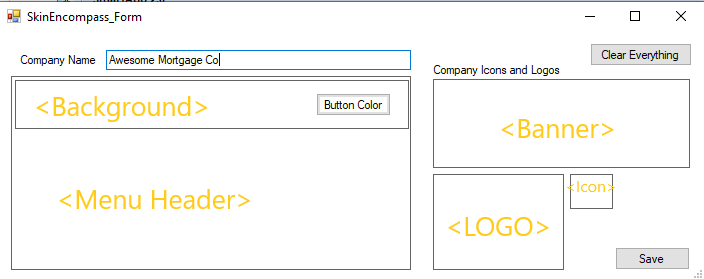 SkinEncompass_Form
Company Name
Awesome Mortgage Co
Clear Everything
Company Icons and Logos
<Background>
Button Color
<Banner>
<Menu Header>
<Icon>
<LOGO>
Save